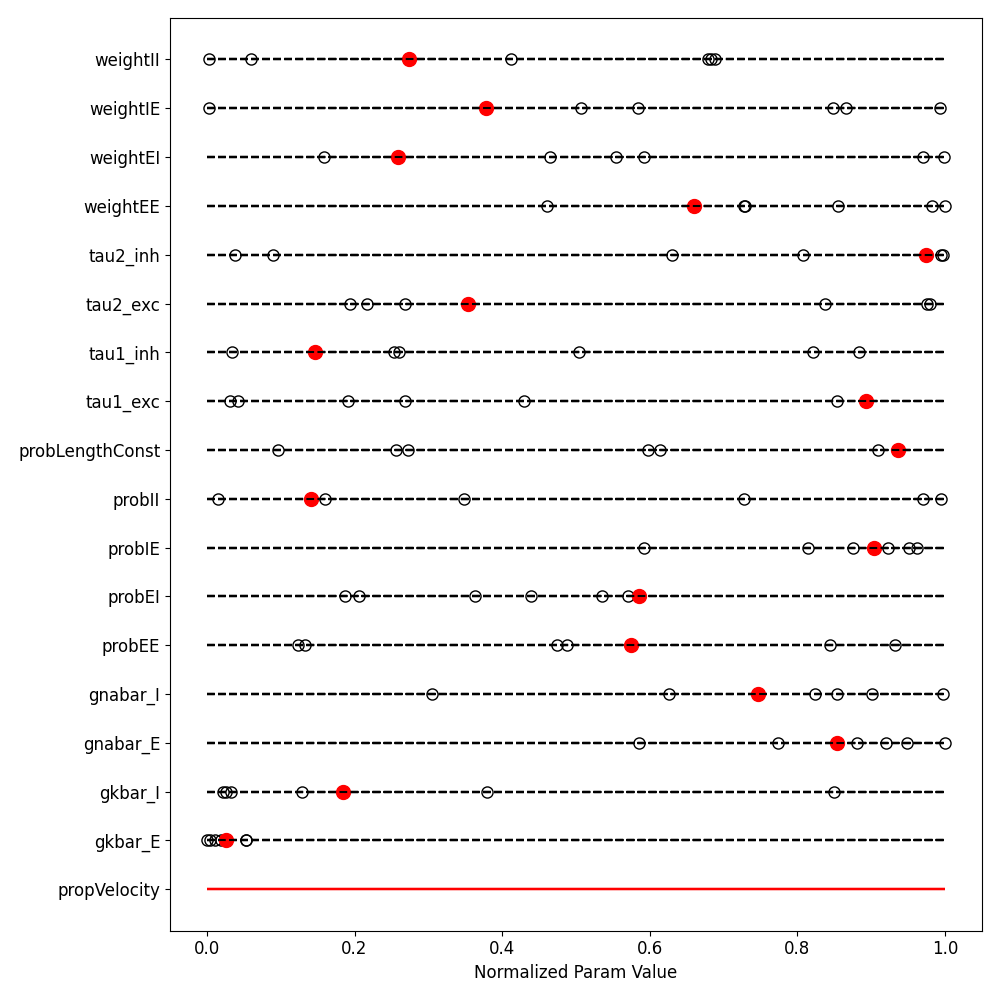 weightII
weightIE
weightEI
weightEE
tau2_inh
tau2_exc
tau1_inh
tau1_exc
probLengthConst
probII
probIE
probEI
probEE
gnabar_I
gnabar_E
gkbar_I
gkbar_E
propVelocity
0.0 0.2 0.4 0.6 0.8 1.0
Normalized Param Value